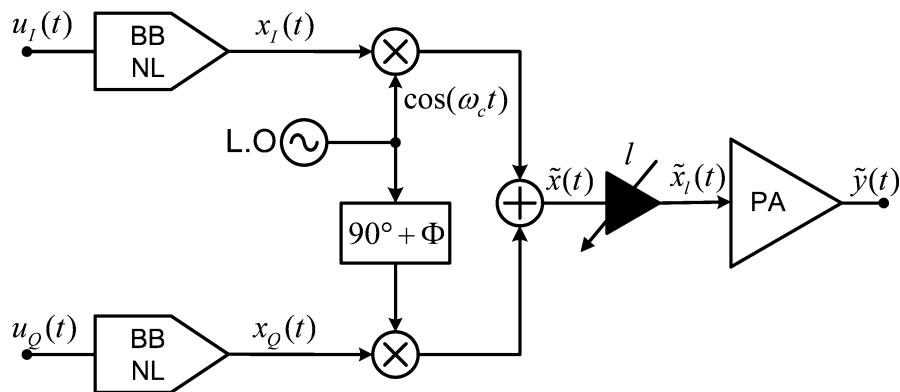 u_I(t)
BB
NL
x_I(t)
cos(ω_c t)
L.O
90° + Φ
x̃(t)
l
x̃_l(t)
PA
ỹ(t)
u_Q(t)
BB
NL
x_Q(t)